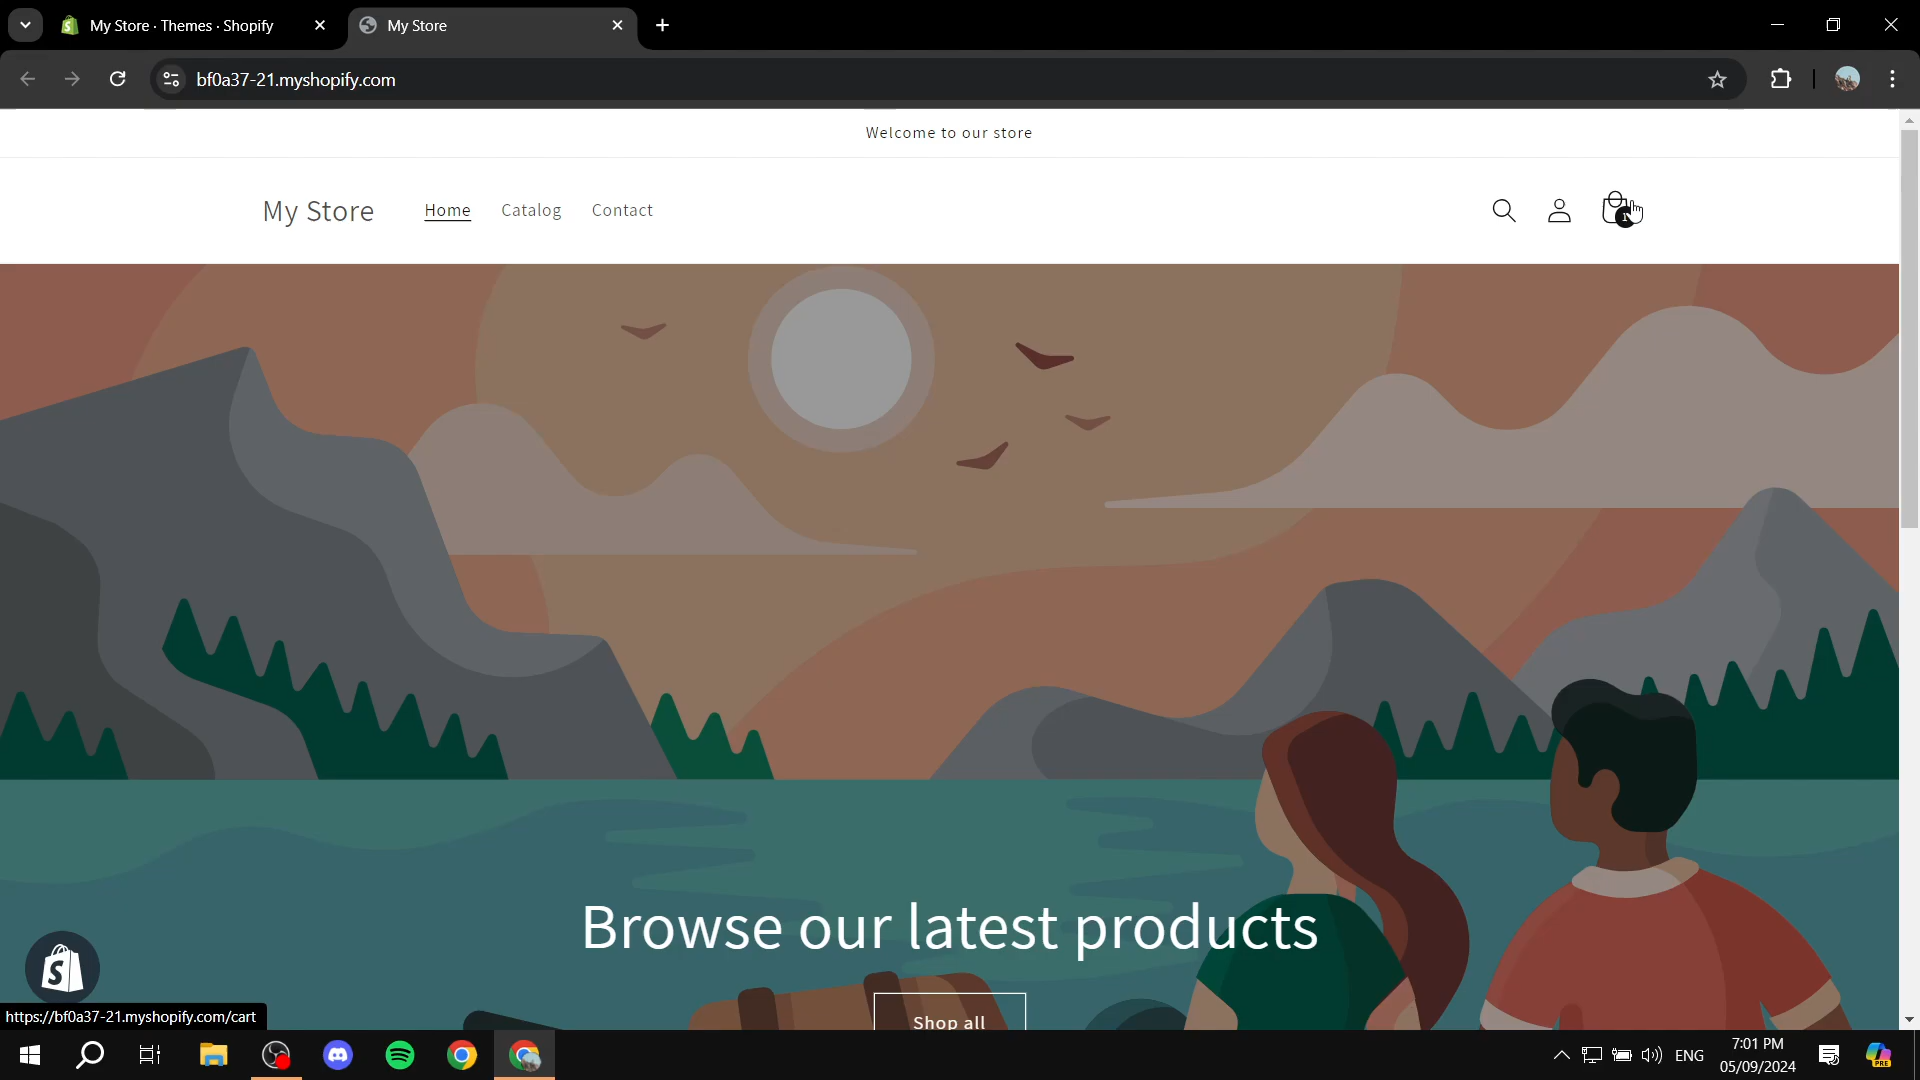 My Store · Themes · Shopify
My Store
bf0a37-21.myshopify.com
Welcome to our store
My Store
Home
Catalog
Contact
Browse our latest products
Shop all
https://bf0a37-21.myshopify.com/cart
ENG
7:01 PM
05/09/2024
PRE